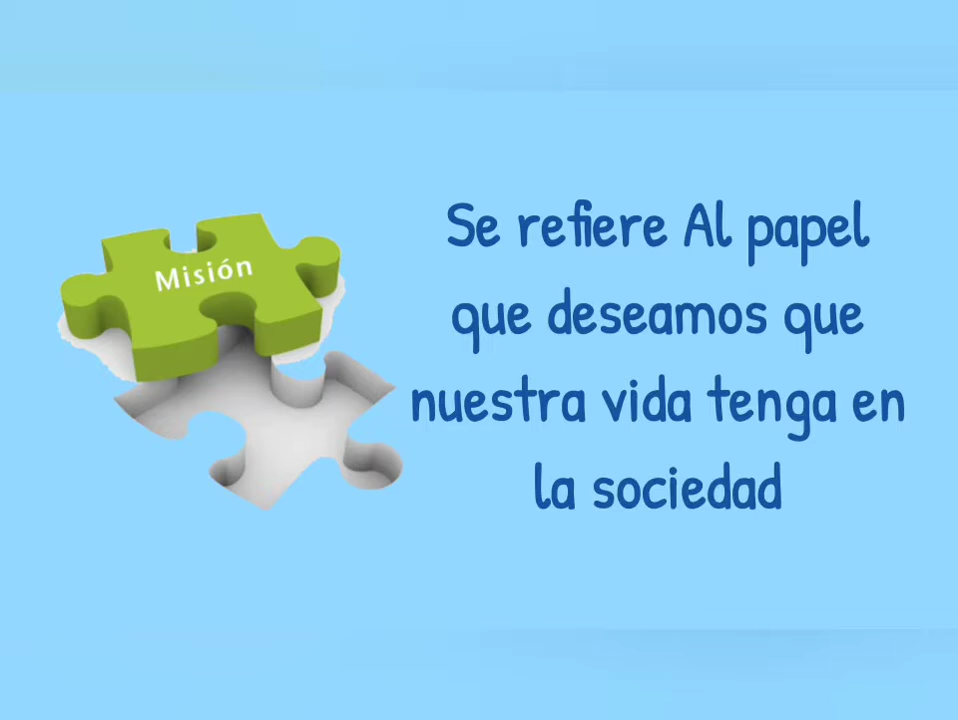 Misión
Se refiere Al papel
que deseamos que
nuestra vida tenga en
la sociedad